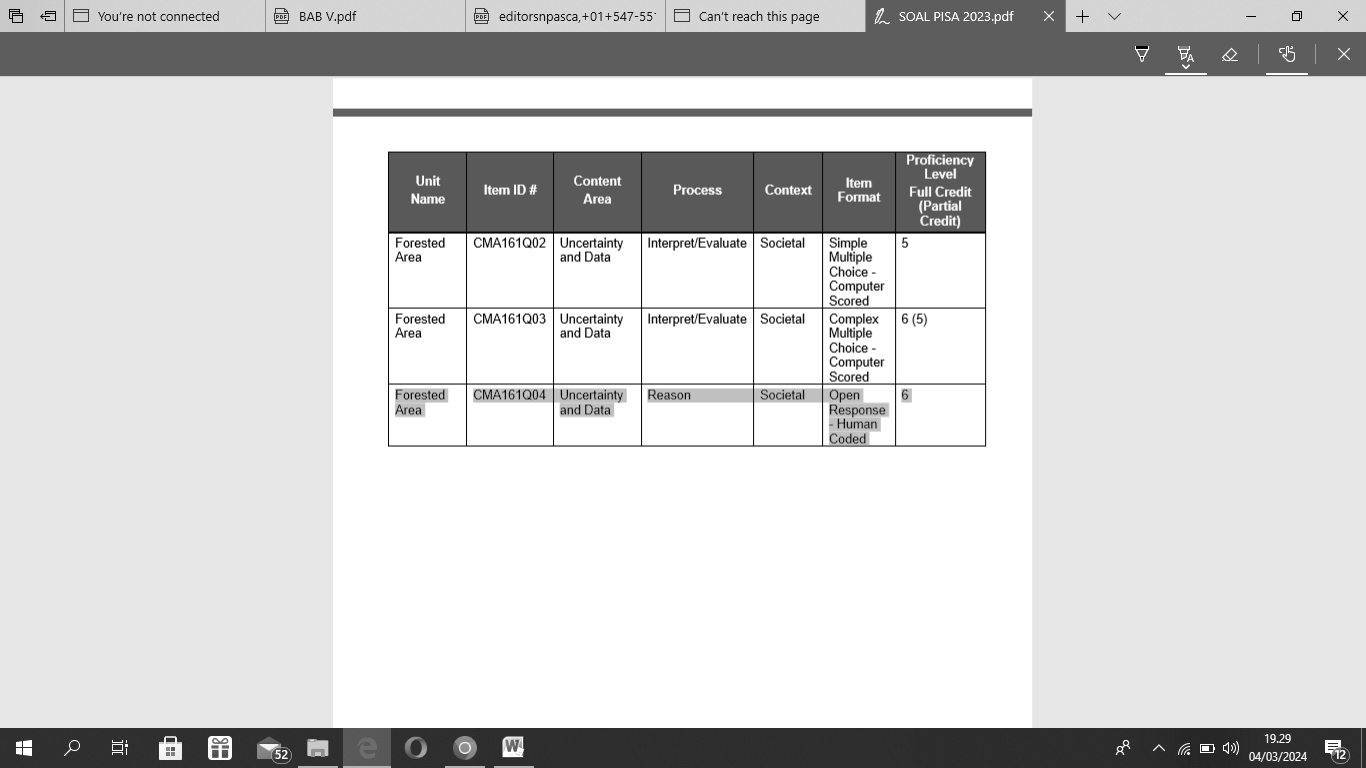 You're not connected
BAB V.pdf
editorsnpasca,+01+547-55
Can't reach this page
SOAL PISA 2023.pdf
Unit Name
Item ID #
Content Area
Process
Context
Item Format
Proficiency Level Full Credit (Partial Credit)
Forested Area
CMA161Q02
Uncertainty and Data
Interpret/Evaluate
Societal
Simple Multiple Choice - Computer Scored
5
Forested Area
CMA161Q03
Uncertainty and Data
Interpret/Evaluate
Societal
Complex Multiple Choice - Computer Scored
6 (5)
Forested Area
CMA161Q04
Uncertainty and Data
Reason
Societal
Open Response - Human Coded
6
52
19.29
04/03/2024
12